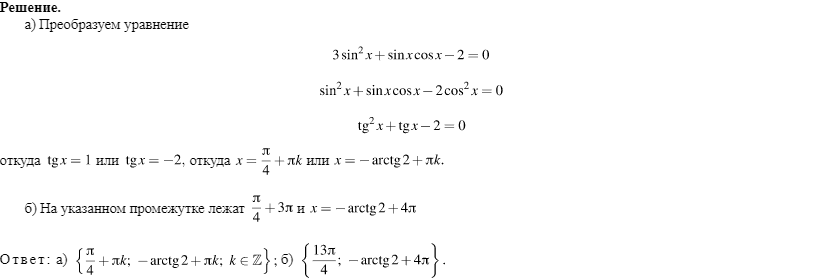 Решение.
а) Преобразуем уравнение
3 sin² x + sin x cos x − 2 = 0
sin² x + sin x cos x − 2 cos² x = 0
tg² x + tg x − 2 = 0
откуда tg x = 1 или tg x = −2, откуда x = π/4 + πk или x = − arctg 2 + πk.
б) На указанном промежутке лежат π/4 + 3π и x = − arctg 2 + 4π
Ответ: а) {π/4 + πk; − arctg 2 + πk; k ∈ ℤ}; б) {13π/4; − arctg 2 + 4π}.